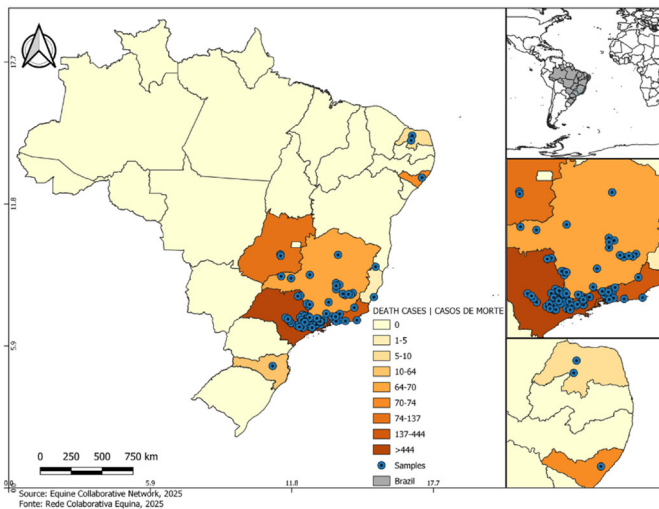 17.7
11.8
5.9
0.0
5.9
11.8
17.7
DEATH CASES | CASOS DE MORTE
0
1-5
5-10
10-64
64-70
70-74
74-137
137-444
>444
Samples
Brazil
0 250 500 750 km
Source: Equine Collaborative Network, 2025
Fonte: Rede Colaborativa Equina, 2025